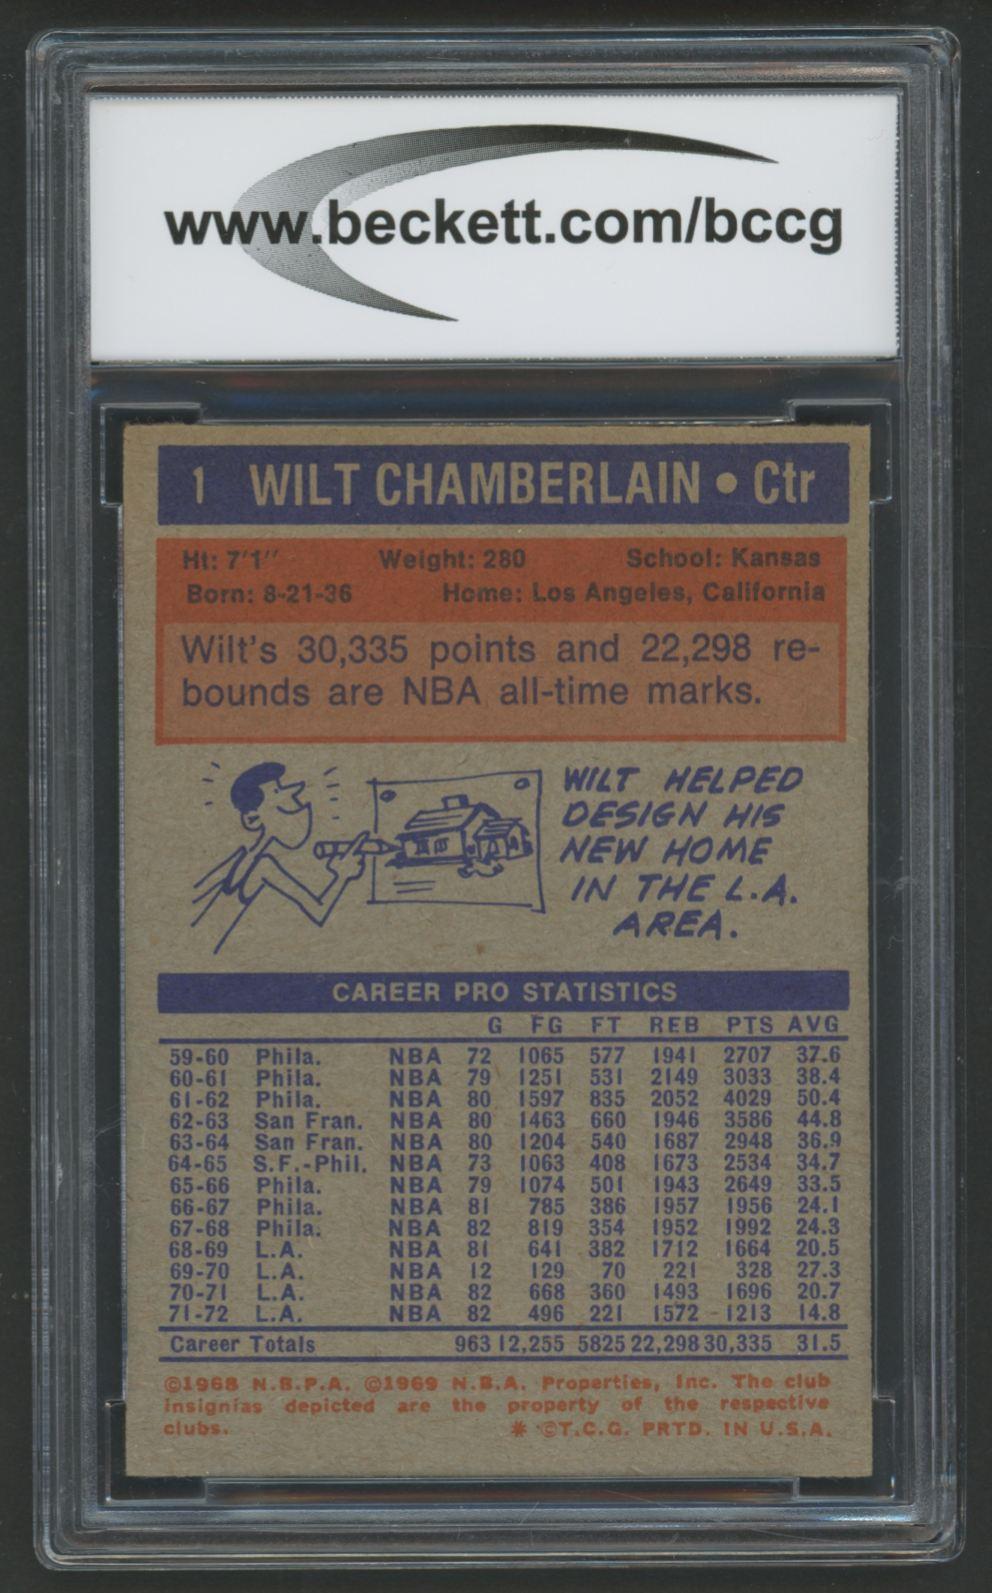 www.beckett.com/bccg
1 WILT CHAMBERLAIN • Ctr
Ht: 7'1" Weight: 280 School: Kansas
Born: 8-21-36 Home: Los Angeles, California
Wilt's 30,335 points and 22,298 re-
bounds are NBA all-time marks.
WILT HELPED
DESIGN HIS
NEW HOME
IN THE L.A.
AREA.
CAREER PRO STATISTICS
G FG FT REB PTS AVG
59-60 Phila. NBA 72 1065 577 1941 2707 37.6
60-61 Phila. NBA 79 1251 531 2149 3033 38.4
61-62 Phila. NBA 80 1597 835 2052 4029 50.4
62-63 San Fran. NBA 80 1463 660 1946 3586 44.8
63-64 San Fran. NBA 80 1204 540 1687 2948 36.9
64-65 S.F.-Phil. NBA 73 1063 408 1673 2534 34.7
65-66 Phila. NBA 79 1074 501 1943 2649 33.5
66-67 Phila. NBA 81 785 386 1957 1956 24.1
67-68 Phila. NBA 82 819 354 1952 1992 24.3
68-69 L.A. NBA 81 641 382 1712 1664 20.5
69-70 L.A. NBA 12 129 70 221 328 27.3
70-71 L.A. NBA 82 668 360 1493 1696 20.7
71-72 L.A. NBA 82 496 221 1572 1213 14.8
Career Totals 963 12,255 5825 22,298 30,335 31.5
©1968 N.B.P.A. ©1969 N.B.A. Properties, Inc. The club
insignias depicted are the property of the respective
clubs. * ©T.C.G. PRTD. IN U.S.A.